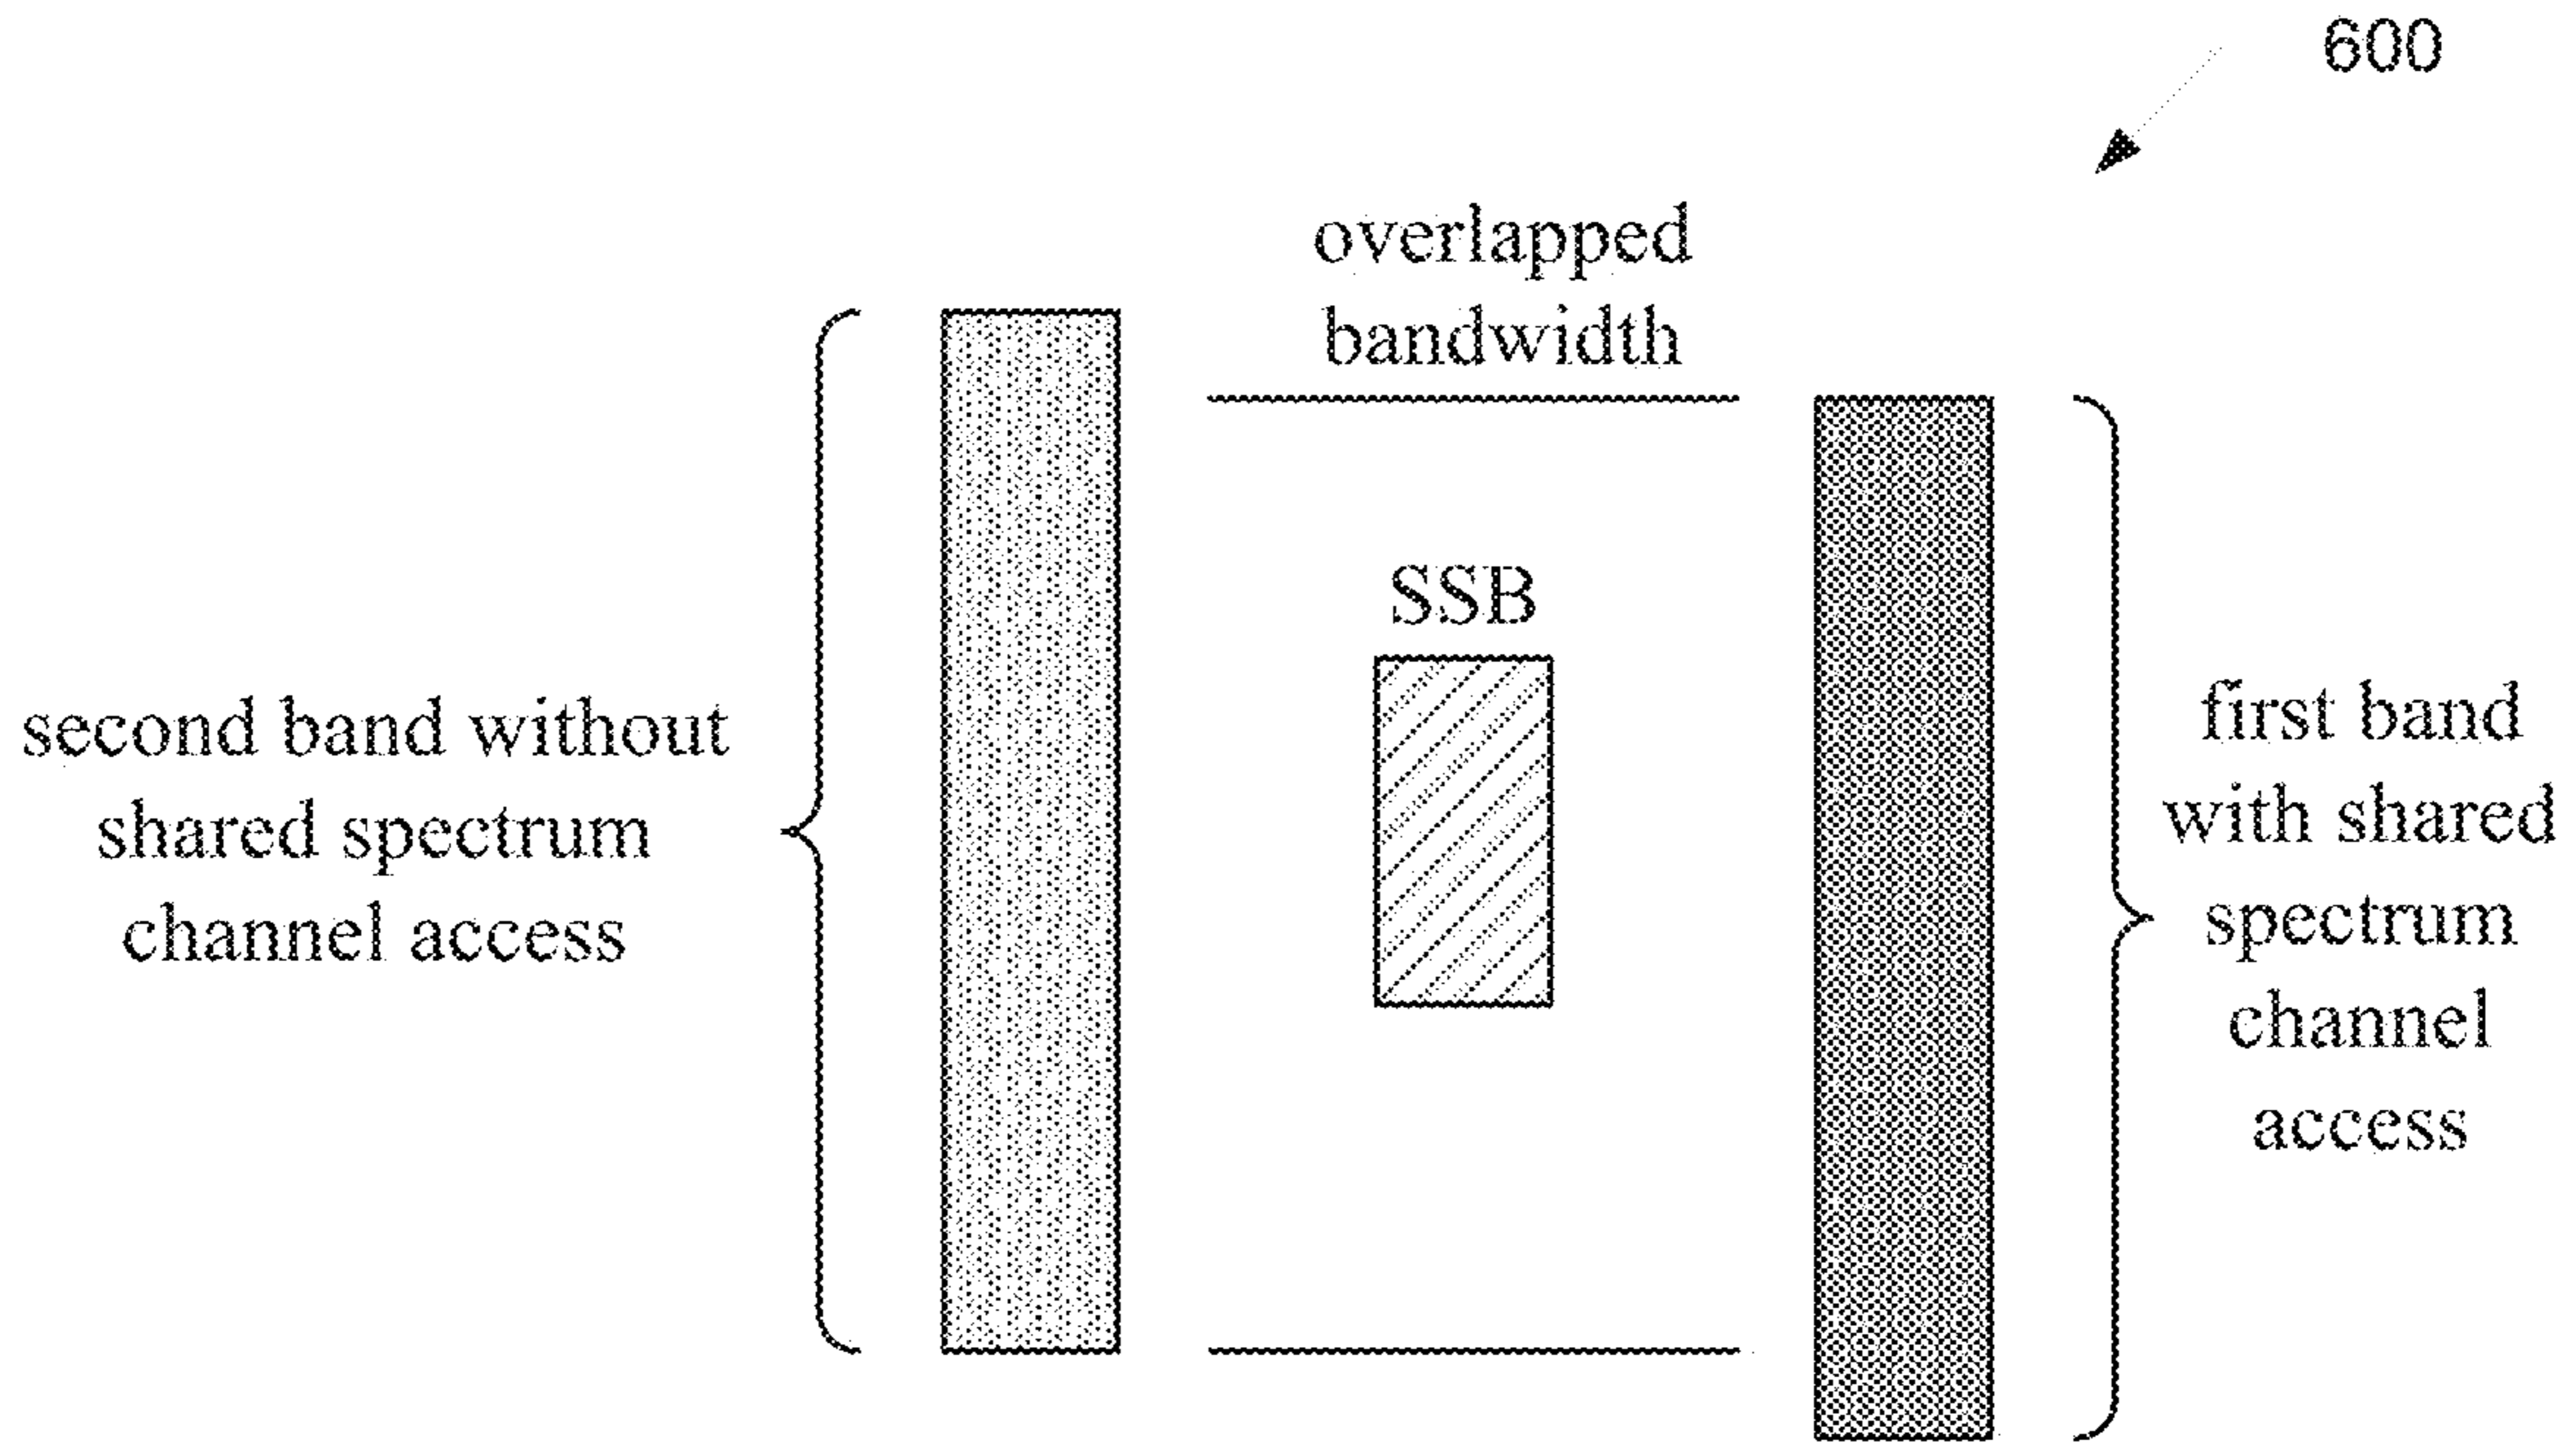 600
overlapped
bandwidth
SSB
second band without
shared spectrum
channel access
first band
with shared
spectrum
channel
access